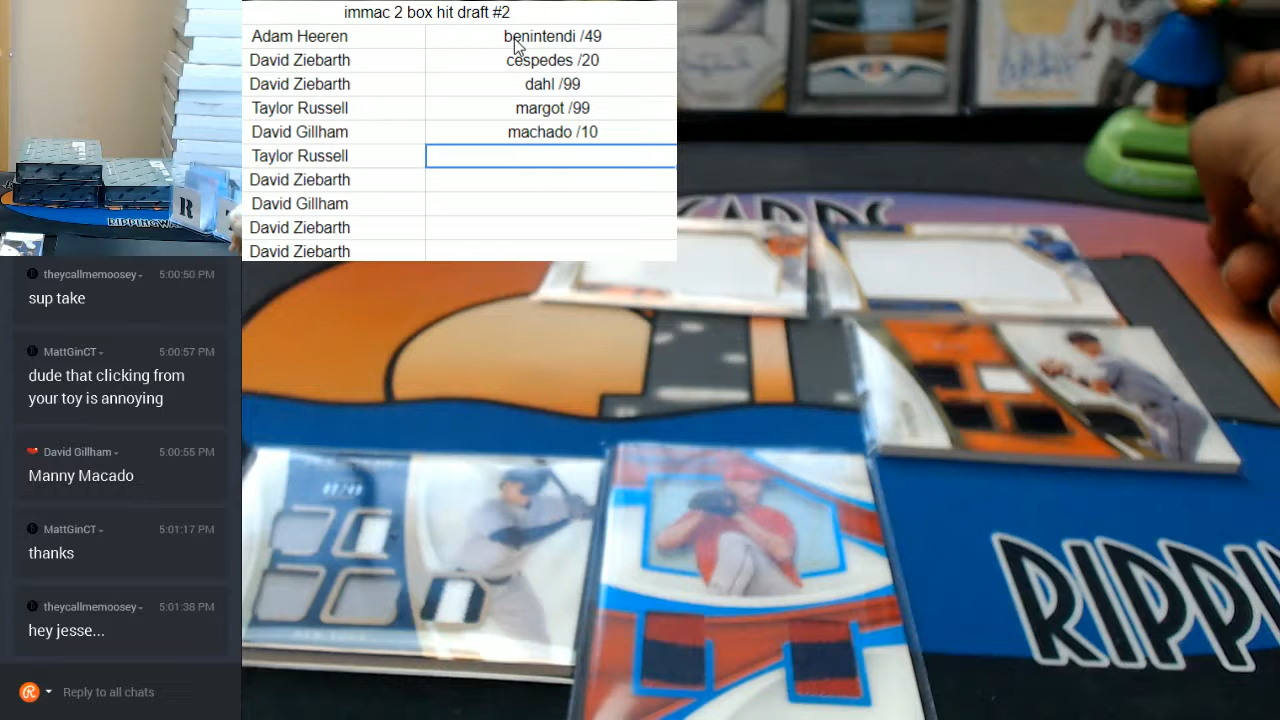 immac 2 box hit draft #2
Adam Heeren benintendi /49
David Ziebarth cespedes /20
David Ziebarth dahl /99
Taylor Russell margot /99
David Gillham machado /10
Taylor Russell
David Ziebarth
David Gillham
David Ziebarth
David Ziebarth
theycallmemoosey 5:00:50 PM
sup take
MattGinCT 5:00:57 PM
dude that clicking from
your toy is annoying
David Gillham 5:00:55 PM
Manny Macado
MattGinCT 5:01:17 PM
thanks
theycallmemoosey 5:01:38 PM
hey jesse...
Reply to all chats
R
RIPPINGWA
RIPPI